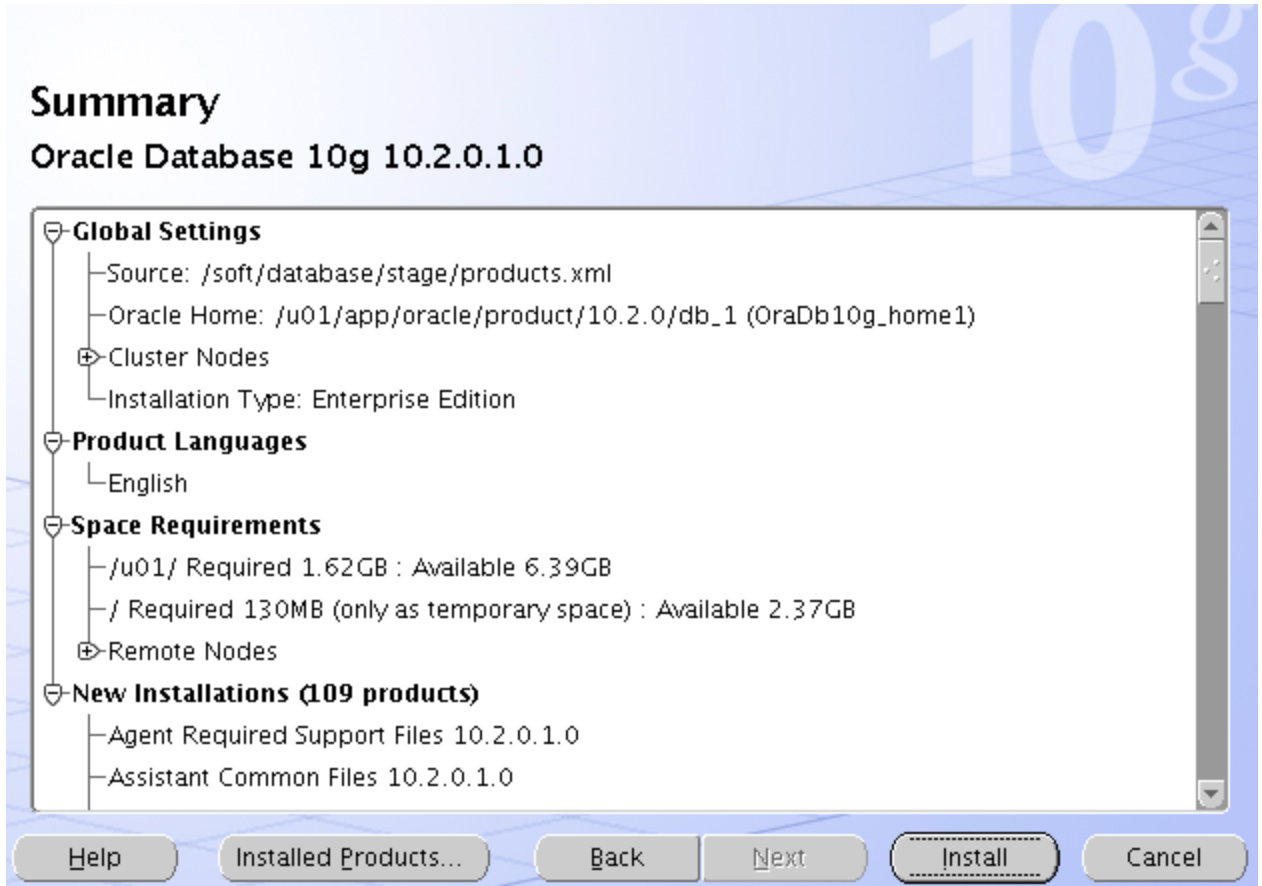 10g
Summary
Oracle Database 10g 10.2.0.1.0
Global Settings
Source: /soft/database/stage/products.xml
Oracle Home: /u01/app/oracle/product/10.2.0/db_1 (OraDb10g_home1)
Cluster Nodes
Installation Type: Enterprise Edition
Product Languages
English
Space Requirements
/u01/ Required 1.62GB : Available 6.39GB
/ Required 130MB (only as temporary space) : Available 2.37GB
Remote Nodes
New Installations (109 products)
Agent Required Support Files 10.2.0.1.0
Assistant Common Files 10.2.0.1.0
Help Installed Products... Back Next Install Cancel